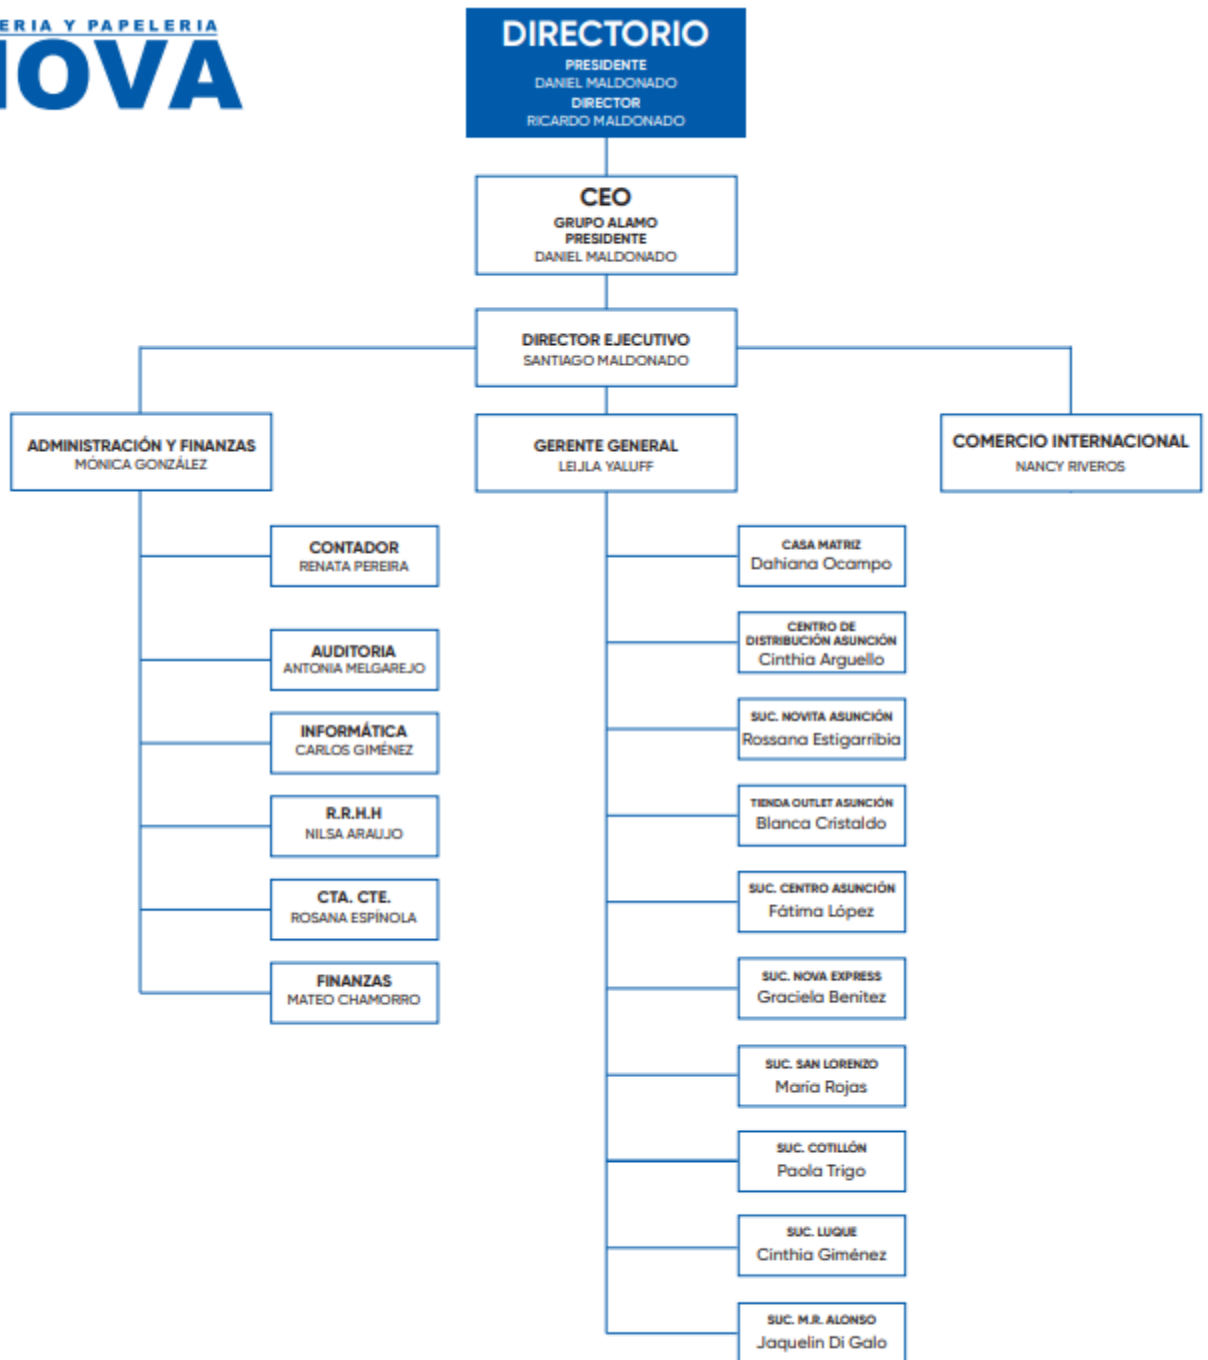 ERIA Y PAPELERIA
NOVA
DIRECTORIO
PRESIDENTE
DANIEL MALDONADO
DIRECTOR
RICARDO MALDONADO
CEO
GRUPO ALAMO
PRESIDENTE
DANIEL MALDONADO
DIRECTOR EJECUTIVO
SANTIAGO MALDONADO
ADMINISTRACIÓN Y FINANZAS
MÓNICA GONZÁLEZ
GERENTE GENERAL
LEIJLA YALUFF
COMERCIO INTERNACIONAL
NANCY RIVEROS
CONTADOR
RENATA PEREIRA
AUDITORIA
ANTONIA MELGAREJO
INFORMÁTICA
CARLOS GIMÉNEZ
R.R.H.H
NILSA ARAUJO
CTA. CTE.
ROSANA ESPÍNOLA
FINANZAS
MATEO CHAMORRO
CASA MATRIZ
Dahiana Ocampo
CENTRO DE
DISTRIBUCIÓN ASUNCIÓN
Cinthia Arguello
SUC. NOVITA ASUNCIÓN
Rossana Estigarribia
TIENDA OUTLET ASUNCIÓN
Blanca Cristaldo
SUC. CENTRO ASUNCIÓN
Fátima López
SUC. NOVA EXPRESS
Graciela Benitez
SUC. SAN LORENZO
María Rojas
SUC. COTILLÓN
Paola Trigo
SUC. LUQUE
Cinthia Giménez
SUC. M.R. ALONSO
Jaquelin Di Galo